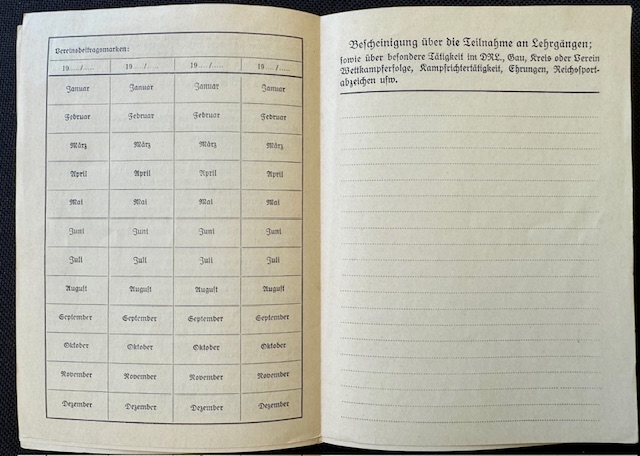 Vereinsbeitragsmarken:
19...../..... 19...../..... 19...../..... 19...../.....
Januar Januar Januar Januar
Februar Februar Februar Februar
März März März März
April April April April
Mai Mai Mai Mai
Juni Juni Juni Juni
Juli Juli Juli Juli
August August August August
September September September September
Oktober Oktober Oktober Oktober
November November November November
Dezember Dezember Dezember Dezember
Bescheinigung über die Teilnahme an Lehrgängen;
sowie über besondere Tätigkeit im DRL., Gau, Kreis oder Verein
Wettkampferfolge, Kampfrichtertätigkeit, Ehrungen, Reichsport-
abzeichen usw.